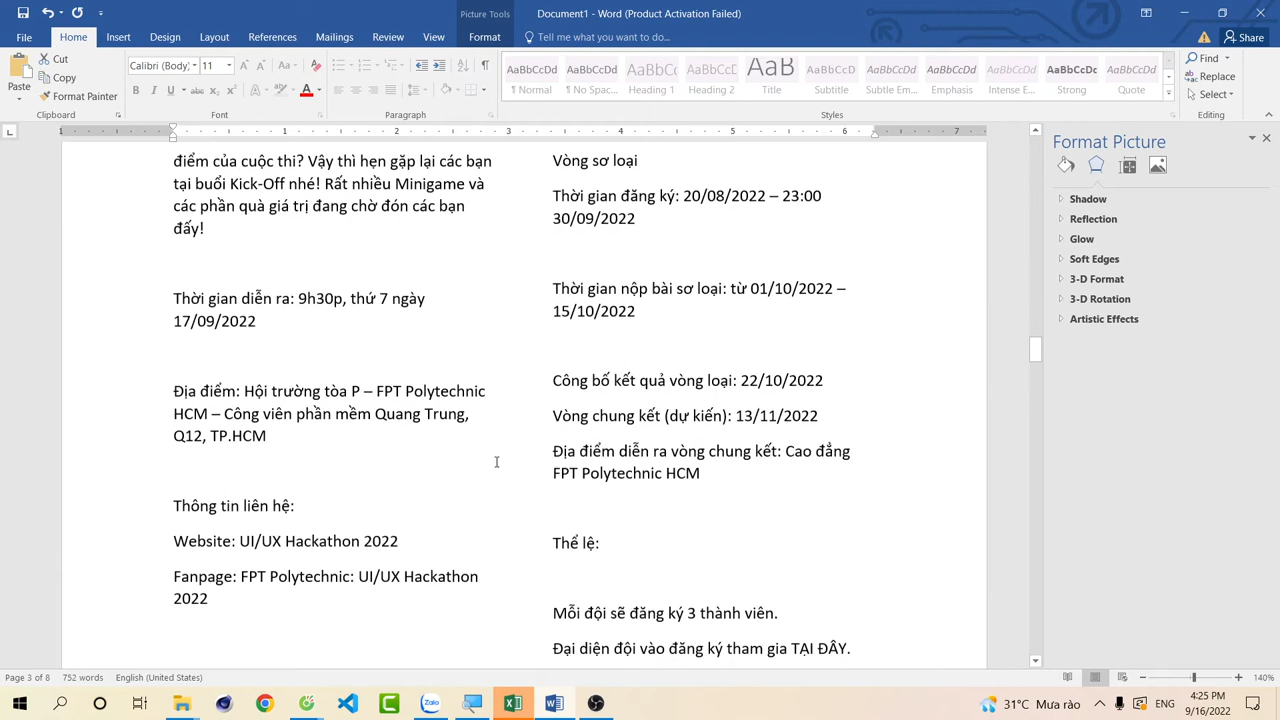 Picture Tools
Document1 - Word (Product Activation Failed)
File
Home
Insert
Design
Layout
References
Mailings
Review
View
Format
Tell me what you want to do...
Share
Paste
Cut
Copy
Format Painter
Clipboard
Calibri (Body)
11
Font
Paragraph
AaBbCcDd
¶ Normal
AaBbCcDd
¶ No Spac...
AaBbCcD
Heading 1
AaBbCcD
Heading 2
AaB
Title
AaBbCcD
Subtitle
AaBbCcDd
Subtle Em...
AaBbCcDd
Emphasis
AaBbCcDd
Intense E...
AaBbCcDc
Strong
AaBbCcDd
Quote
Styles
Find
Replace
Select
Editing
1 1 2 3 4 5 6 7
điểm của cuộc thi? Vậy thì hẹn gặp lại các bạn
tại buổi Kick-Off nhé! Rất nhiều Minigame và
các phần quà giá trị đang chờ đón các bạn
đấy!
Thời gian diễn ra: 9h30p, thứ 7 ngày
17/09/2022
Địa điểm: Hội trường tòa P – FPT Polytechnic
HCM – Công viên phần mềm Quang Trung,
Q12, TP.HCM
Thông tin liên hệ:
Website: UI/UX Hackathon 2022
Fanpage: FPT Polytechnic: UI/UX Hackathon
2022
Vòng sơ loại
Thời gian đăng ký: 20/08/2022 – 23:00
30/09/2022
Thời gian nộp bài sơ loại: từ 01/10/2022 –
15/10/2022
Công bố kết quả vòng loại: 22/10/2022
Vòng chung kết (dự kiến): 13/11/2022
Địa điểm diễn ra vòng chung kết: Cao đẳng
FPT Polytechnic HCM
Thể lệ:
Mỗi đội sẽ đăng ký 3 thành viên.
Đại diện đội vào đăng ký tham gia TẠI ĐÂY.
Format Picture
Shadow
Reflection
Glow
Soft Edges
3-D Format
3-D Rotation
Artistic Effects
Page 3 of 8
752 words
English (United States)
140%
Zalo
31°C Mưa rào
ENG
4:25 PM
9/16/2022